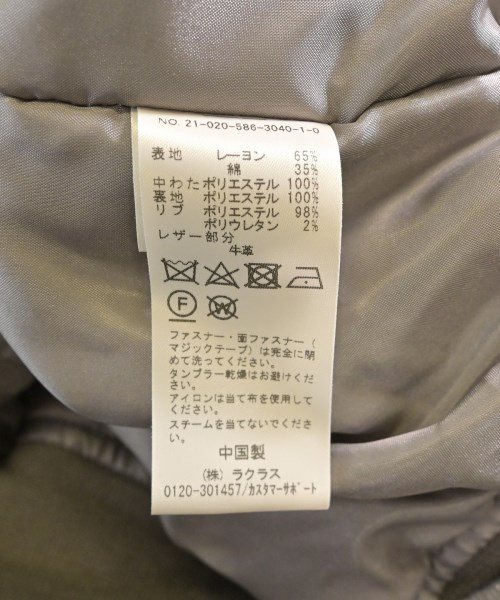 NO. 21-020-586-3040-1-0
表地 レーヨン 65%
綿 35%
中わた ポリエステル 100%
裏地 ポリエステル 100%
リブ ポリエステル 98%
ポリウレタン 2%
レザー部分
牛革
F W
ファスナー・面ファスナー(
マジックテープ)は完全に閉
めて洗ってください。
タンブラー乾燥はお避けくだ
さい。
アイロンは当て布を使用して
ください。
スチームを当てないでくださ
い。
中国製
(株) ラクラス
0120-301457/カスタマーサポート